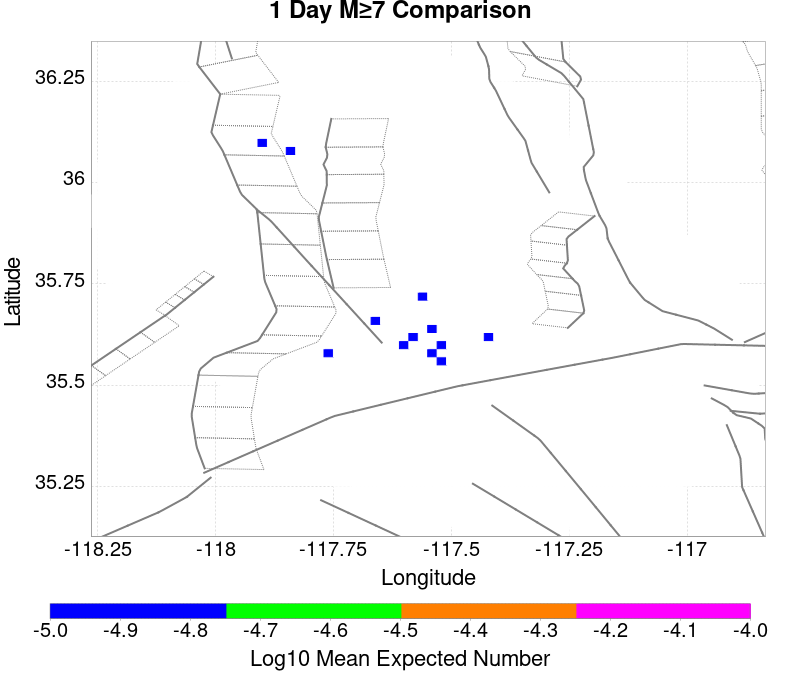 1 Day M≥7 Comparison
36.25
36
35.75
35.5
35.25
Latitude
-118.25 -118 -117.75 -117.5 -117.25 -117
Longitude
-5.0 -4.9 -4.8 -4.7 -4.6 -4.5 -4.4 -4.3 -4.2 -4.1 -4.0
Log10 Mean Expected Number